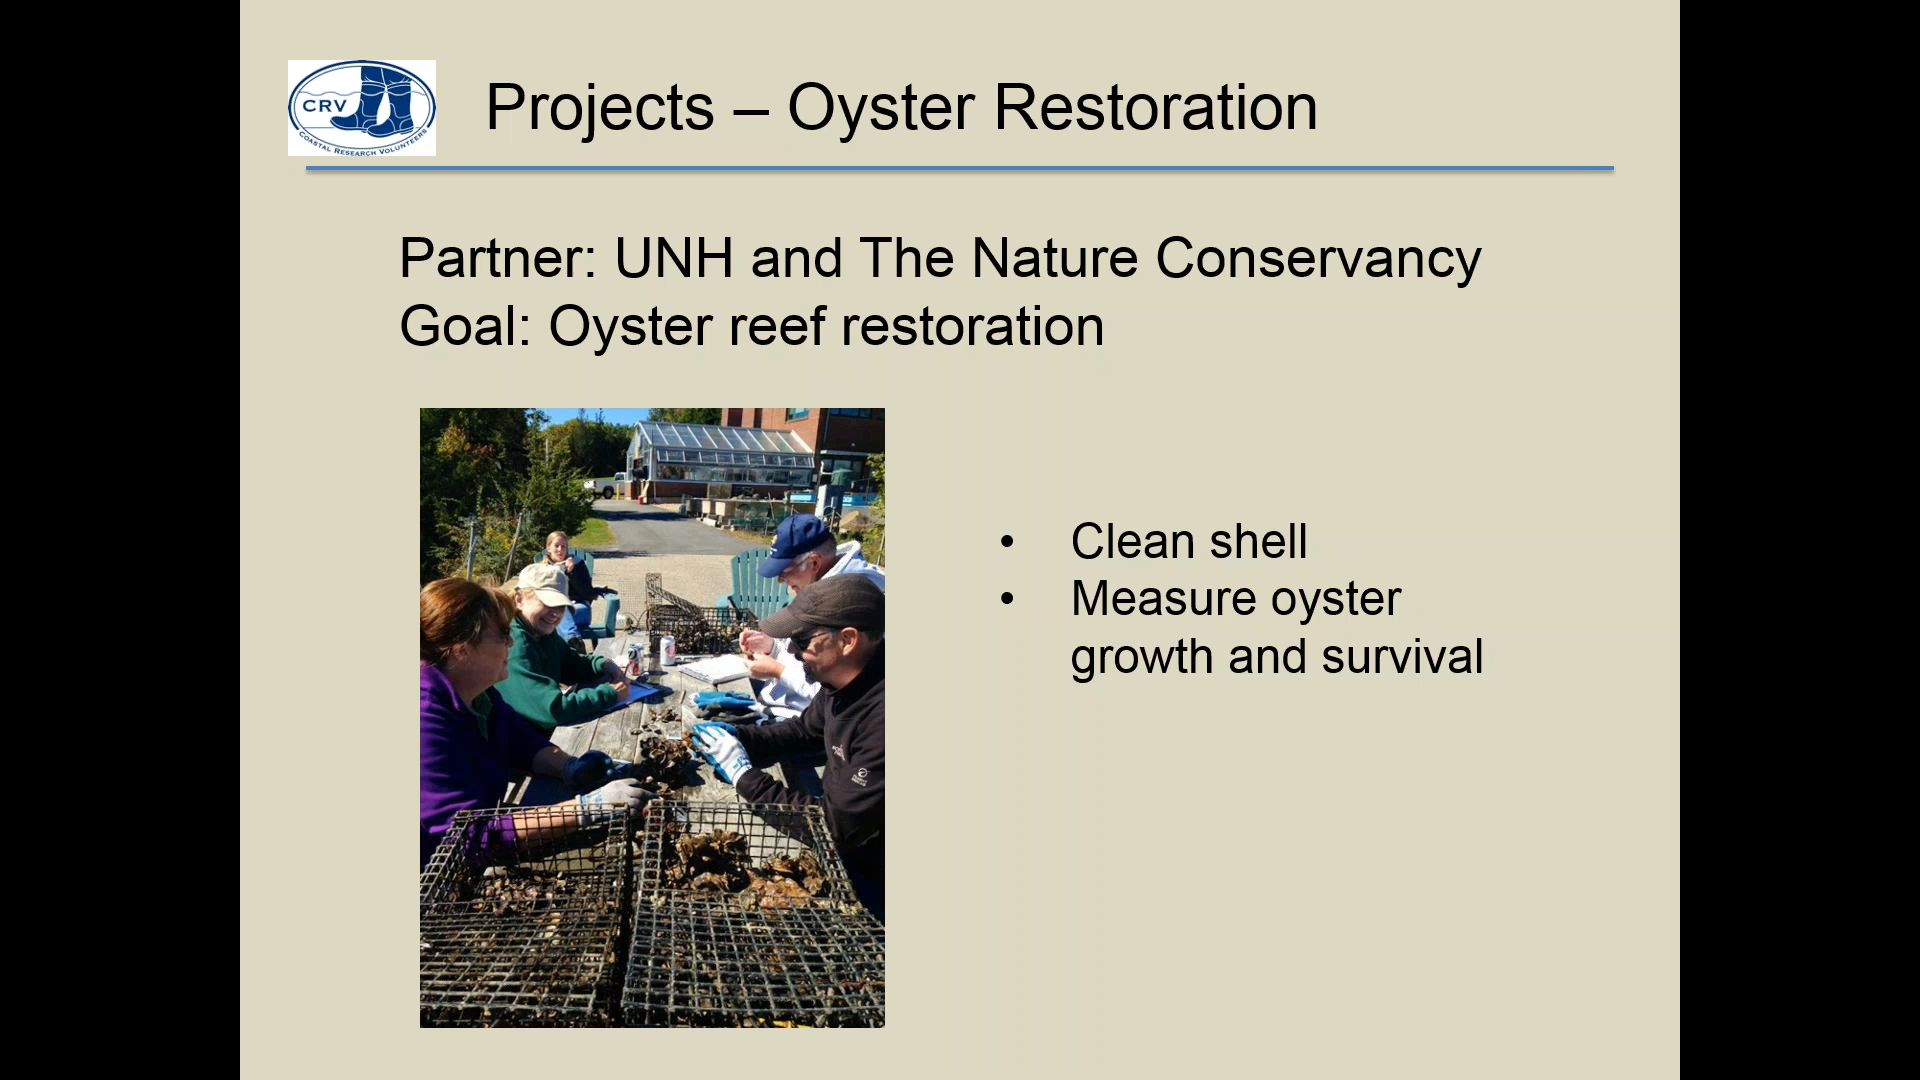 CRV
COASTAL RESEARCH VOLUNTEERS
Projects – Oyster Restoration
Partner: UNH and The Nature Conservancy
Goal: Oyster reef restoration
• Clean shell
• Measure oyster
growth and survival